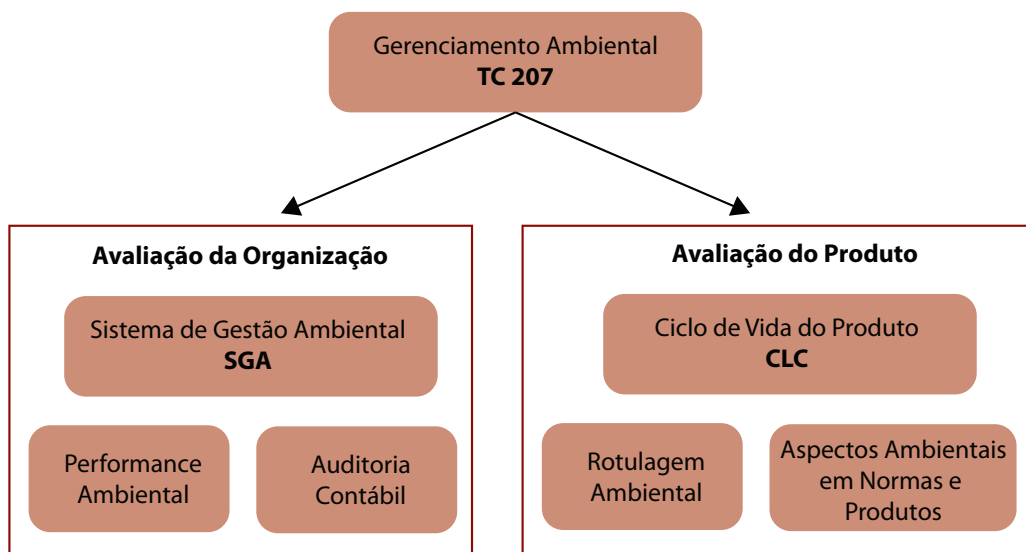 Gerenciamento Ambiental
TC 207
Avaliação da Organização
Sistema de Gestão Ambiental
SGA
Performance
Ambiental
Auditoria
Contábil
Avaliação do Produto
Ciclo de Vida do Produto
CLC
Rotulagem
Ambiental
Aspectos Ambientais
em Normas e
Produtos